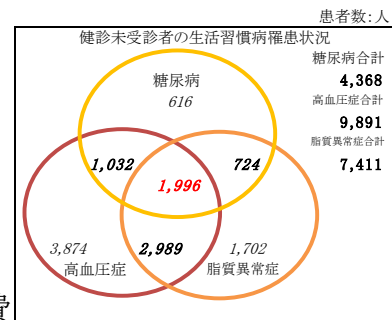 患者数:人
健診未受診者の生活習慣病罹患状況
糖尿病合計
4,368
高血圧症合計
9,891
脂質異常症合計
7,411
糖尿病
616
1,032
724
1,996
3,874
2,989
1,702
高血圧症
脂質異常症
費